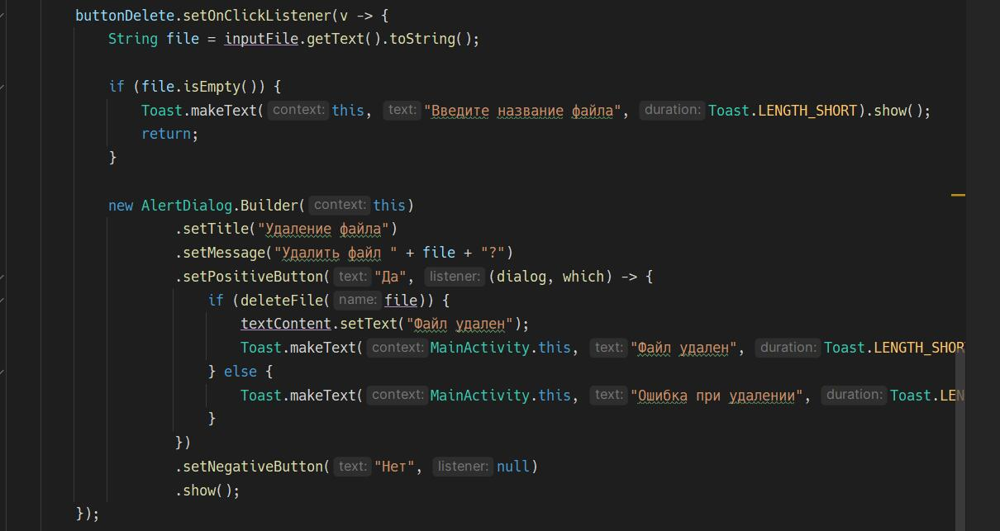 buttonDelete.setOnClickListener(v -> {
String file = inputFile.getText().toString();
if (file.isEmpty()) {
Toast.makeText( context: this, text: "Введите название файла", duration: Toast.LENGTH_SHORT).show();
return;
}
new AlertDialog.Builder( context: this)
.setTitle("Удаление файла")
.setMessage("Удалить файл " + file + "?")
.setPositiveButton( text: "Да", listener: (dialog, which) -> {
if (deleteFile( name: file)) {
textContent.setText("Файл удален");
Toast.makeText( context: MainActivity.this, text: "Файл удален", duration: Toast.LENGTH_SHOR
} else {
Toast.makeText( context: MainActivity.this, text: "Ошибка при удалении", duration: Toast.LEN
}
})
.setNegativeButton( text: "Нет", listener: null)
.show();
});